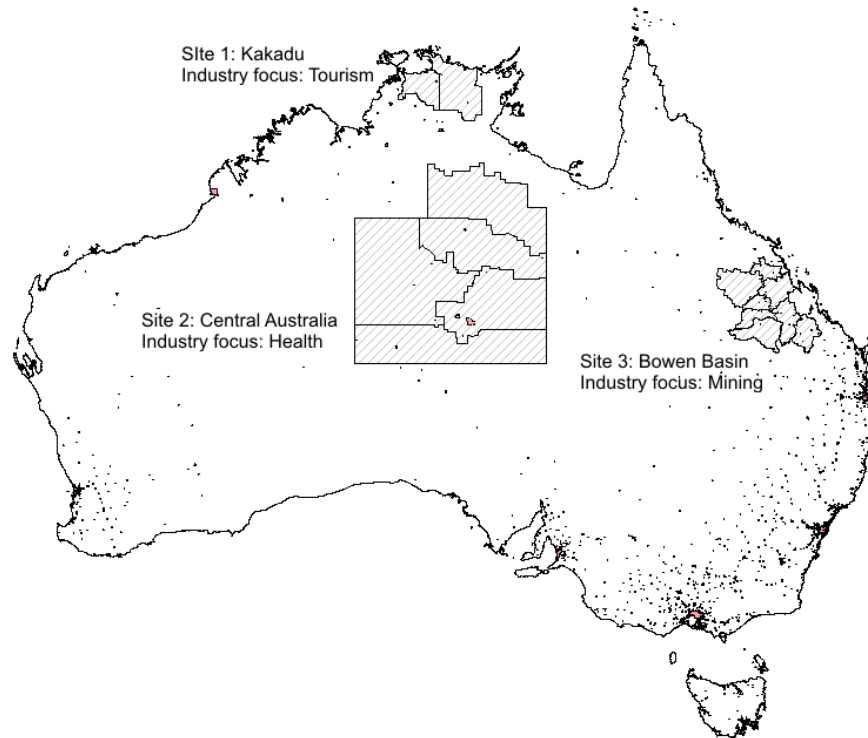 SIte 1: Kakadu
Industry focus: Tourism
Site 2: Central Australia
Industry focus: Health
Site 3: Bowen Basin
Industry focus: Mining